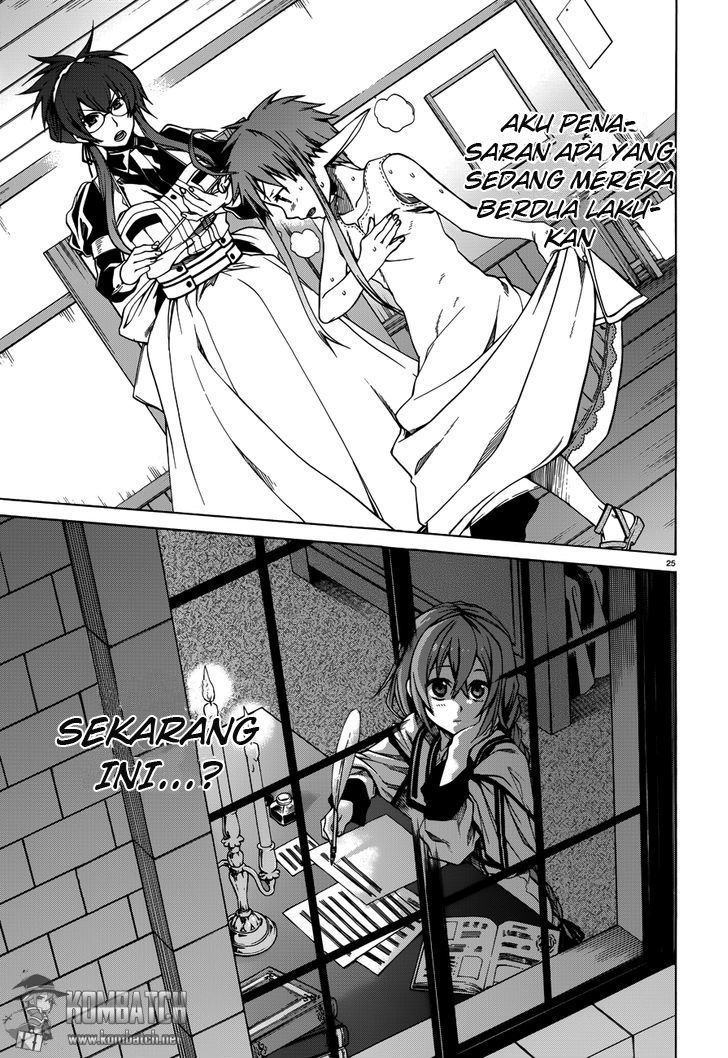 AKU PENA-
SARAN APA YANG
SEDANG MEREKA
BERDUA LAKU-
KAN
25
SEKARANG
INI...?
KOMBATCH
www.kombatch.net